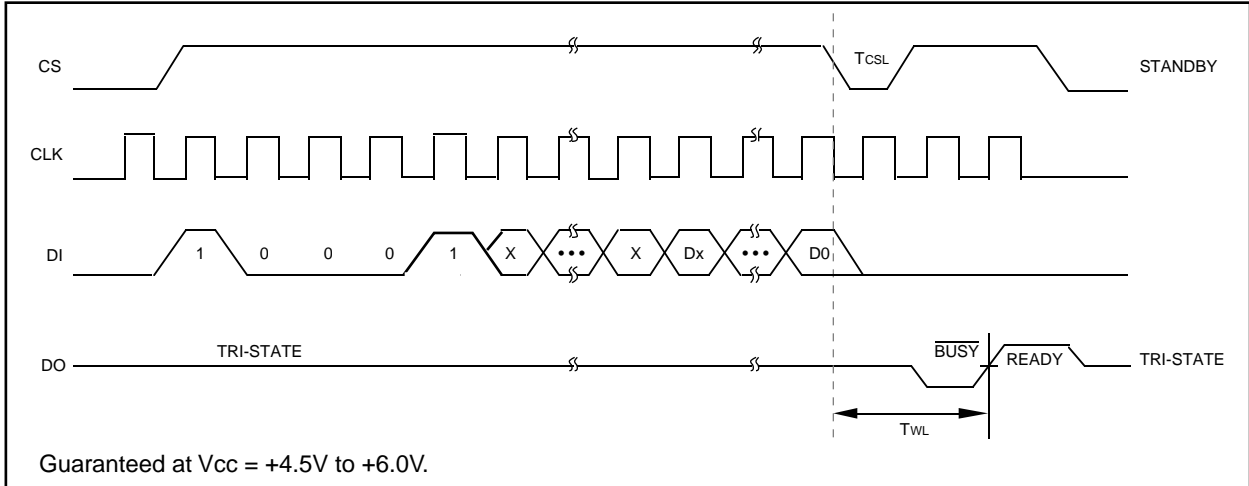 CS TCSL STANDBY
CLK
DI 1 0 0 0 1 X ••• X Dx ••• D0
TRI-STATE BUSY READY
DO TRI-STATE
TWL
Guaranteed at Vcc = +4.5V to +6.0V.